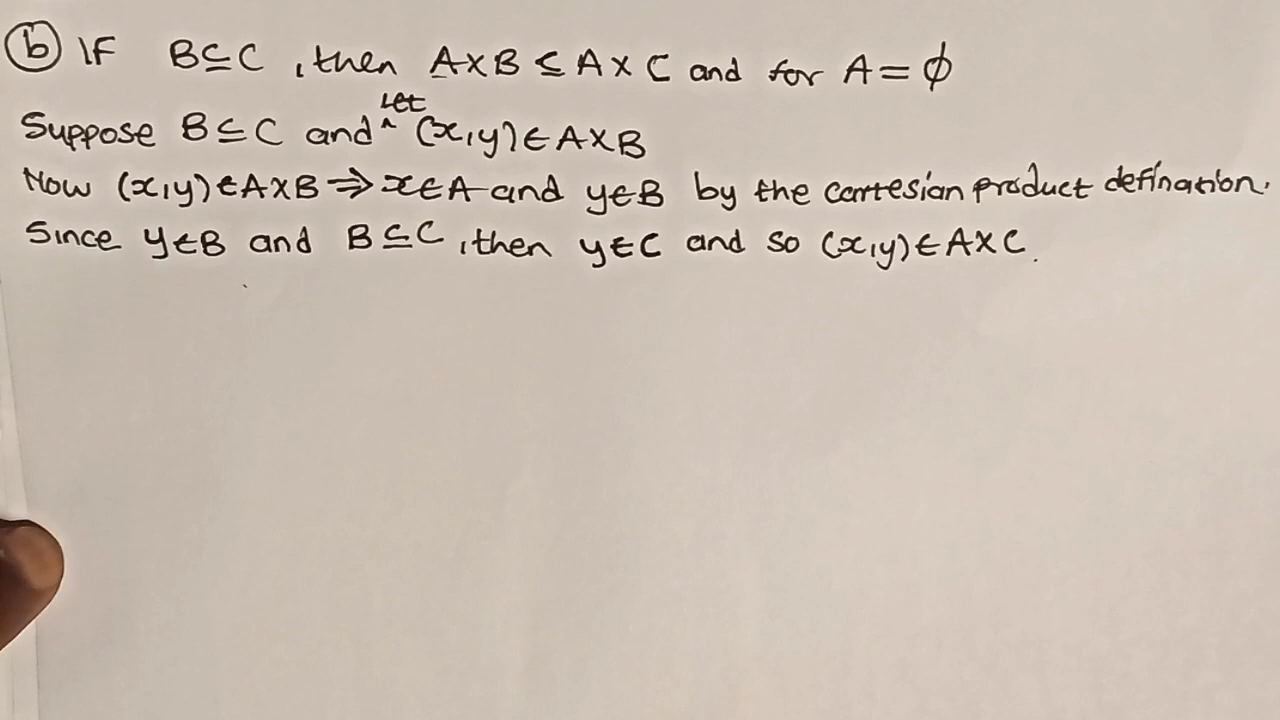 (b) If B⊆C, then A×B ⊆ A×C and for A=∅
Suppose B⊆C and let (x,y)∈A×B
Now (x,y)∈A×B ⇒ x∈A and y∈B by the cartesian product defination.
Since y∈B and B⊆C, then y∈C and so (x,y)∈A×C.